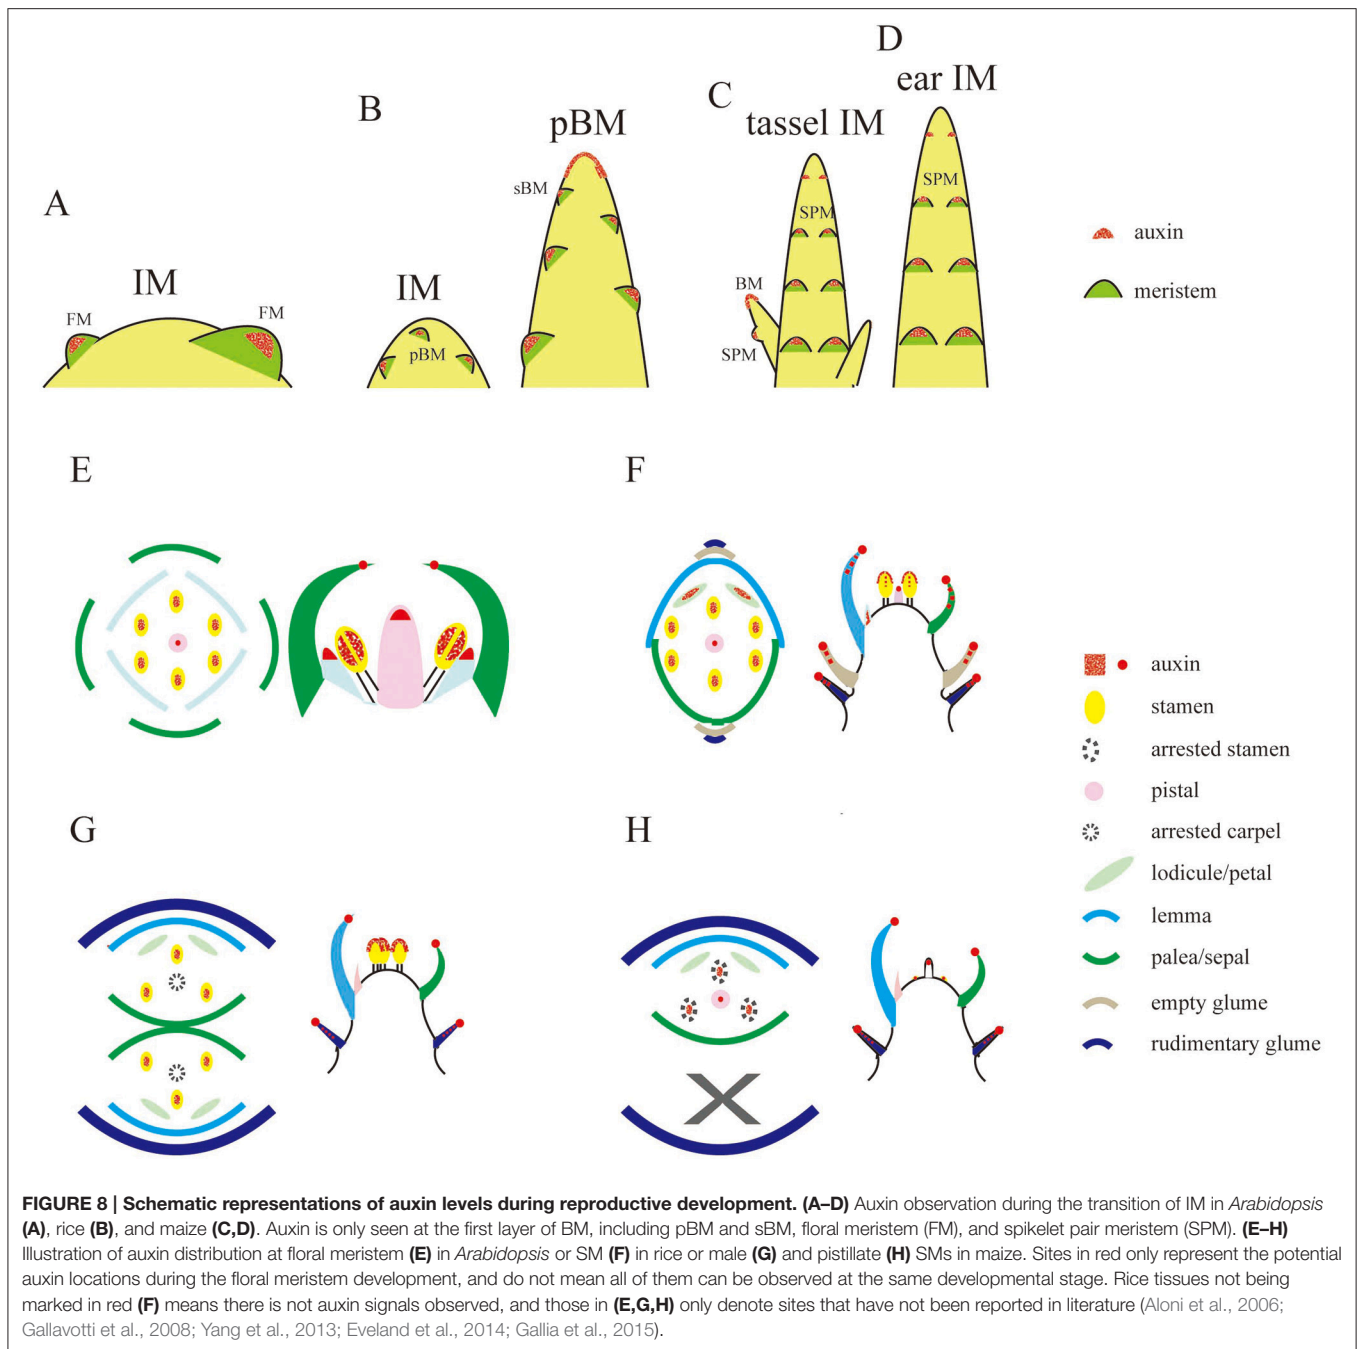 A
IM
FM
FM
B
IM
pBM
pBM
sBM
C
tassel IM
SPM
BM
SPM
D
ear IM
SPM
auxin
meristem
E
F
G
H
auxin
stamen
arrested stamen
pistal
arrested carpel
lodicule/petal
lemma
palea/sepal
empty glume
rudimentary glume
FIGURE 8 | Schematic representations of auxin levels during reproductive development. (A–D) Auxin observation during the transition of IM in Arabidopsis
(A), rice (B), and maize (C,D). Auxin is only seen at the first layer of BM, including pBM and sBM, floral meristem (FM), and spikelet pair meristem (SPM). (E–H)
Illustration of auxin distribution at floral meristem (E) in Arabidopsis or SM (F) in rice or male (G) and pistillate (H) SMs in maize. Sites in red only represent the potential
auxin locations during the floral meristem development, and do not mean all of them can be observed at the same developmental stage. Rice tissues not being
marked in red (F) means there is not auxin signals observed, and those in (E,G,H) only denote sites that have not been reported in literature (Aloni et al., 2006;
Gallavotti et al., 2008; Yang et al., 2013; Eveland et al., 2014; Gallia et al., 2015).